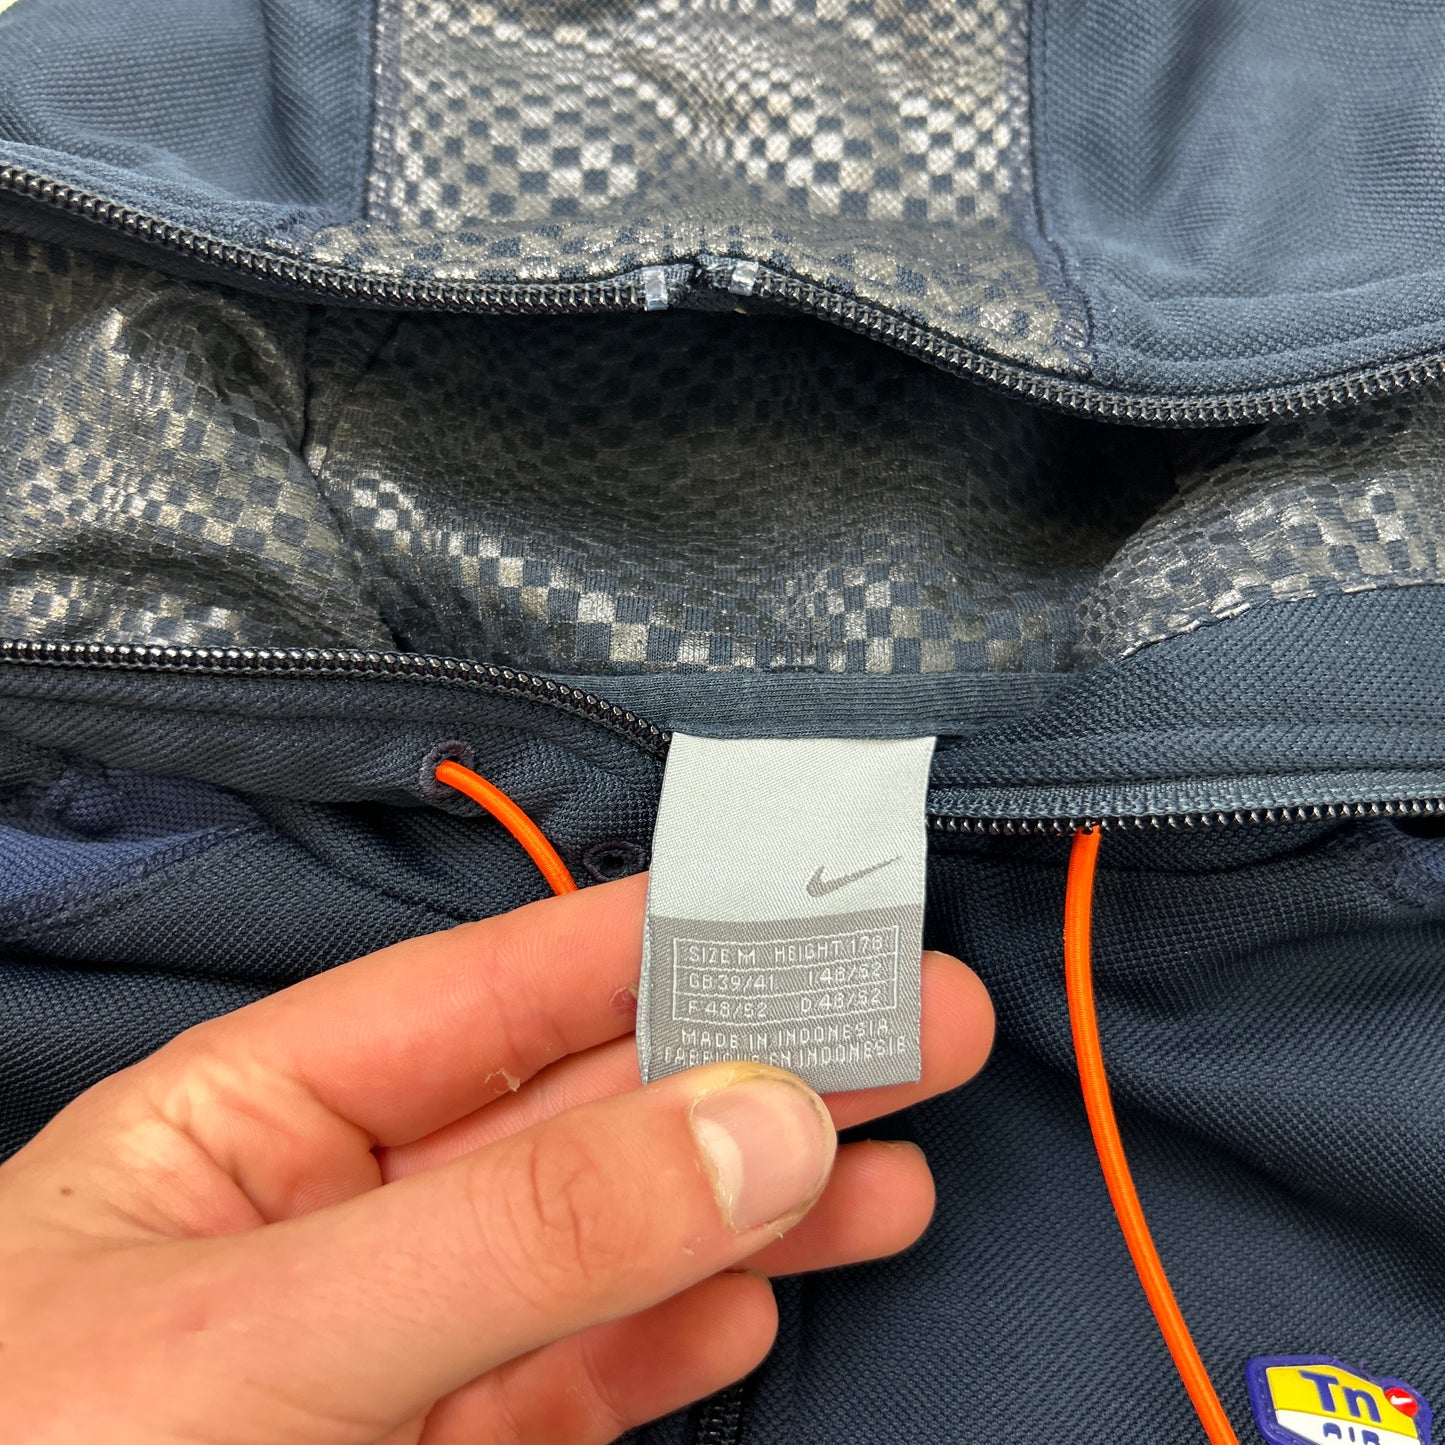 SIZE M HEIGHT 178
GB 39/41 I 48/52
F 48/52 D 48/52
MADE IN INDONESIA
FABRIQUE EN INDONESIE
Tn
AIR